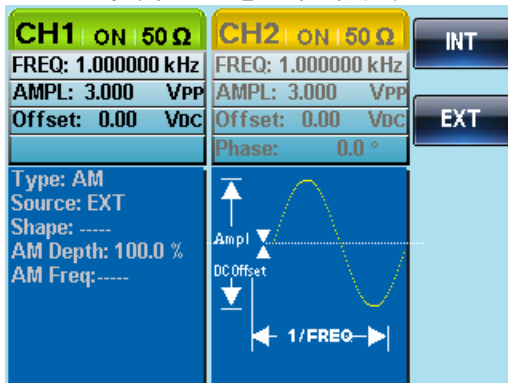 CH1 ON 50 Ω
FREQ: 1.000000 kHz
AMPL: 3.000 VPP
Offset: 0.00 VDC
CH2 ON 50 Ω
FREQ: 1.000000 kHz
AMPL: 3.000 VPP
Offset: 0.00 VDC
Phase: 0.0 °
INT
EXT
Type: AM
Source: EXT
Shape: -----
AM Depth: 100.0 %
AM Freq:-----
Ampl
DC Offset
1/FREQ